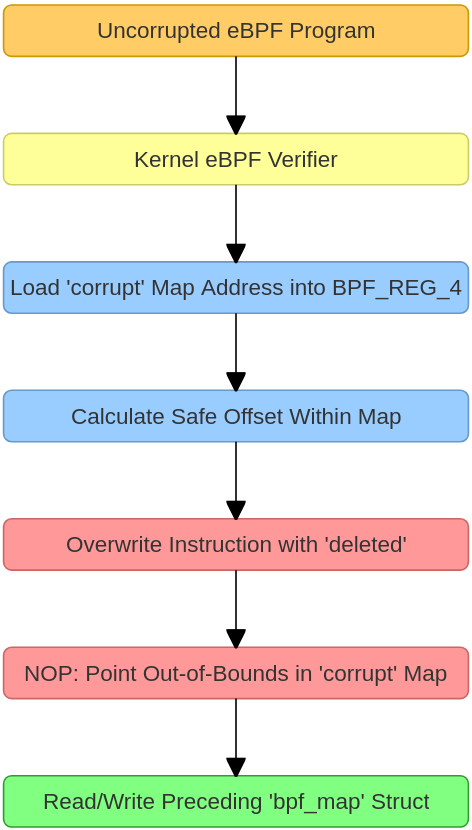 Uncorrupted eBPF Program
Kernel eBPF Verifier
Load 'corrupt' Map Address into BPF_REG_4
Calculate Safe Offset Within Map
Overwrite Instruction with 'deleted'
NOP: Point Out-of-Bounds in 'corrupt' Map
Read/Write Preceding 'bpf_map' Struct